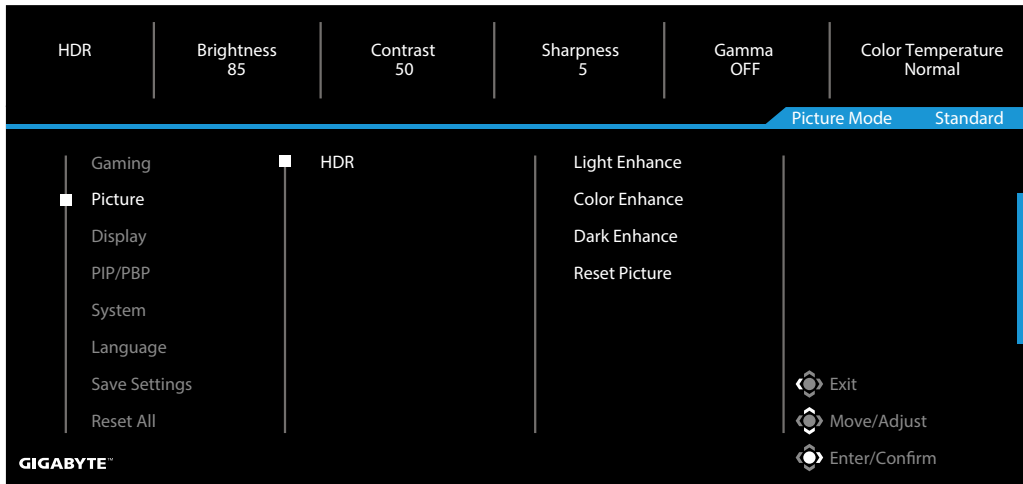 HDR
Brightness
85
Contrast
50
Sharpness
5
Gamma
OFF
Color Temperature
Normal
Picture Mode Standard
Gaming
Picture
Display
PIP/PBP
System
Language
Save Settings
Reset All
HDR
Light Enhance
Color Enhance
Dark Enhance
Reset Picture
Exit
Move/Adjust
Enter/Confirm
GIGABYTE™